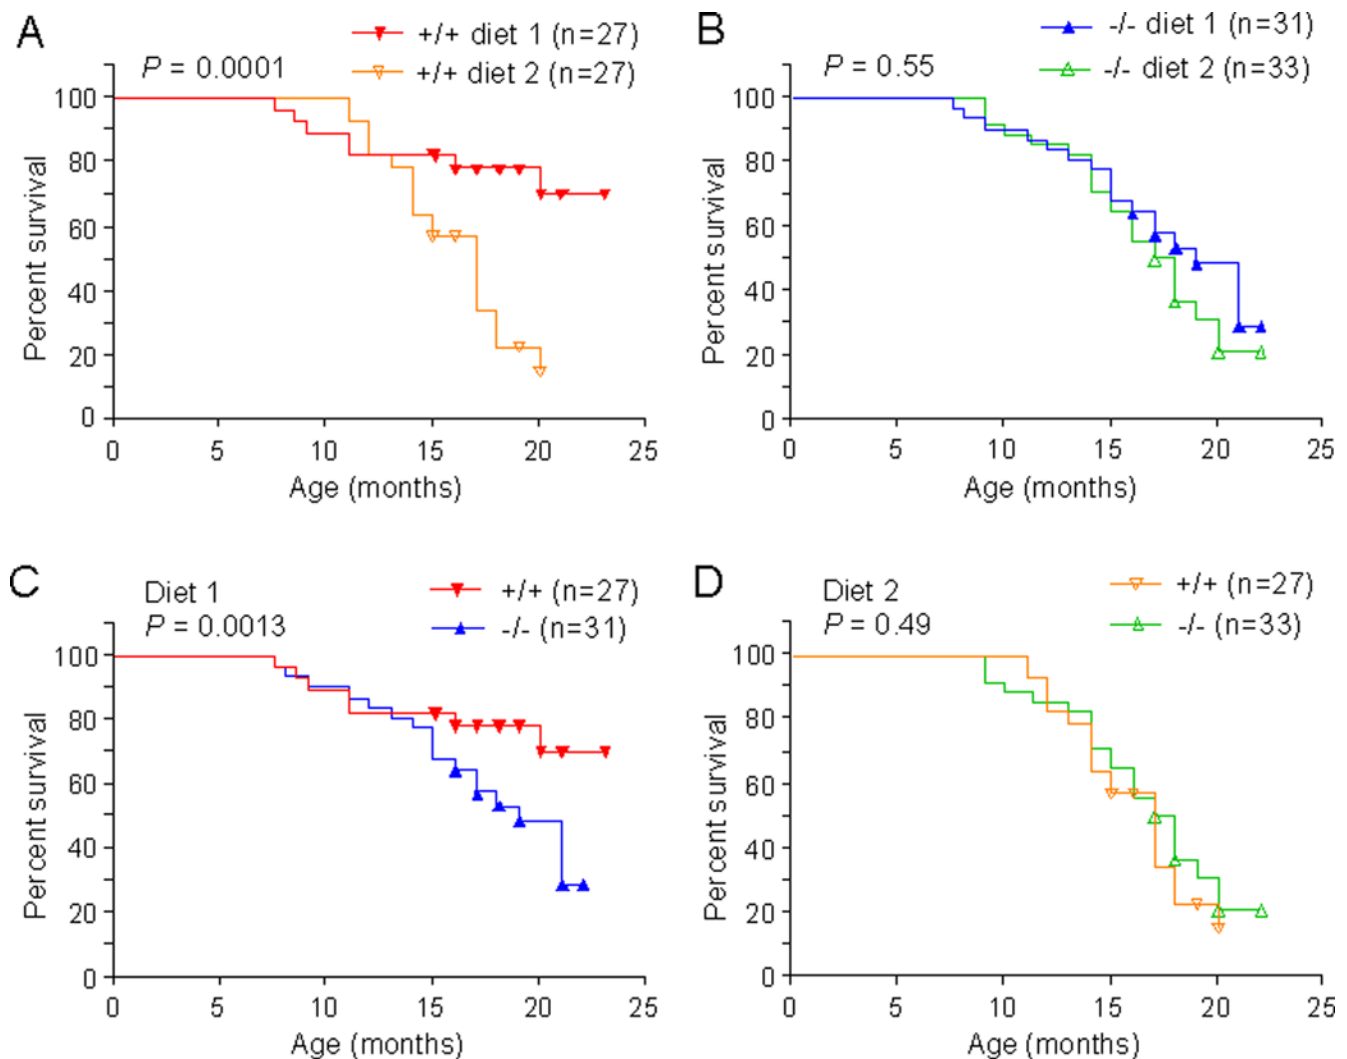 A
+/+ diet 1 (n=27)
+/+ diet 2 (n=27)
P = 0.0001
100
80
60
40
20
0
Percent survival
0 5 10 15 20 25
Age (months)
B
-/- diet 1 (n=31)
-/- diet 2 (n=33)
P = 0.55
100
80
60
40
20
0
Percent survival
0 5 10 15 20 25
Age (months)
C
Diet 1
P = 0.0013
+/+ (n=27)
-/- (n=31)
100
80
60
40
20
0
Percent survival
0 5 10 15 20 25
Age (months)
D
Diet 2
P = 0.49
+/+ (n=27)
-/- (n=33)
100
80
60
40
20
0
Percent survival
0 5 10 15 20 25
Age (months)